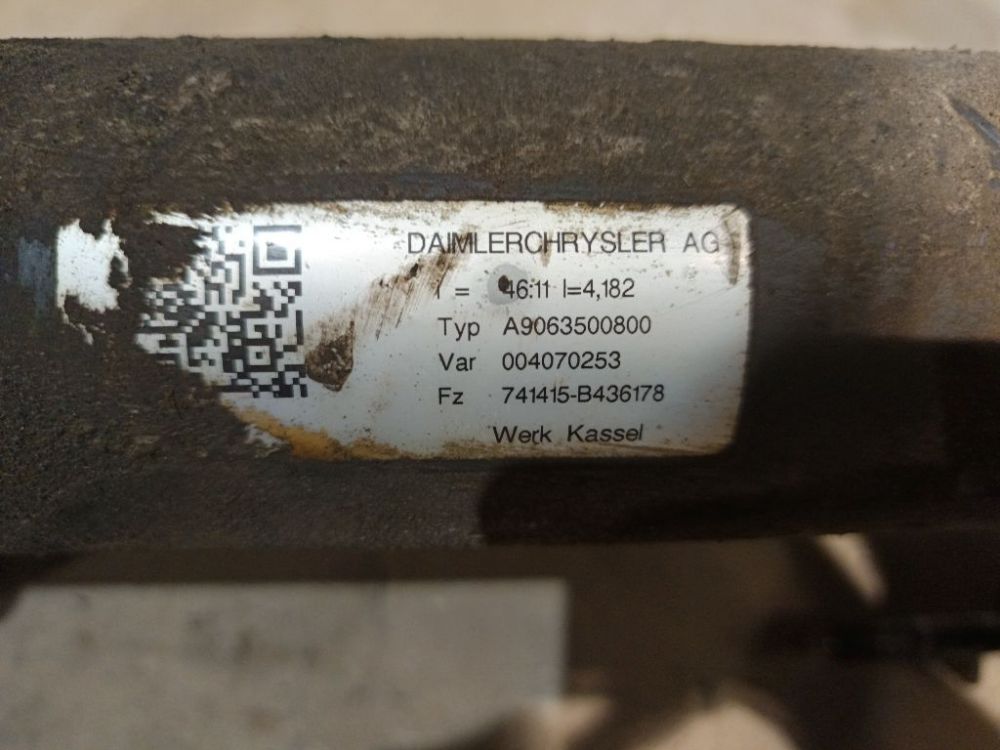 DAIMLERCHRYSLER AG
i = 46:11 I=4,182
Typ A9063500800
Var 004070253
Fz 741415-B436178
Werk Kassel